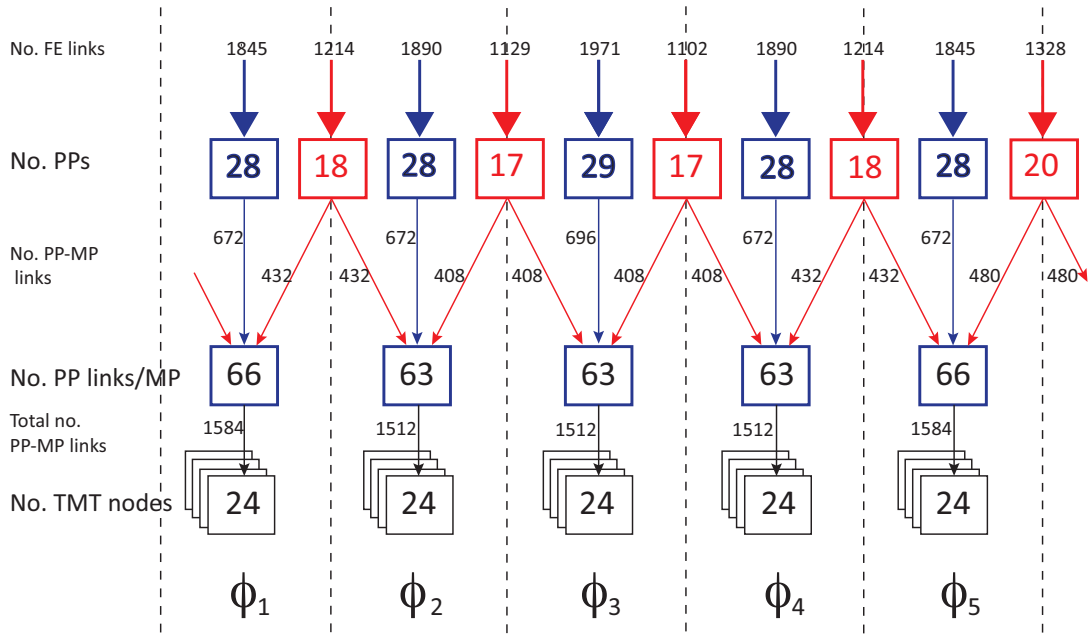 No. FE links 1845 1214 1890 1129 1971 1102 1890 1214 1845 1328
No. PPs 28 18 28 17 29 17 28 18 28 20
672 672 696 672 672
No. PP-MP
links
432 432 408 408 408 408 432 432 480 480
No. PP links/MP 66 63 63 63 66
Total no.
PP-MP links
1584 1512 1512 1512 1584
No. TMT nodes 24 24 24 24 24
ϕ1 ϕ2 ϕ3 ϕ4 ϕ5